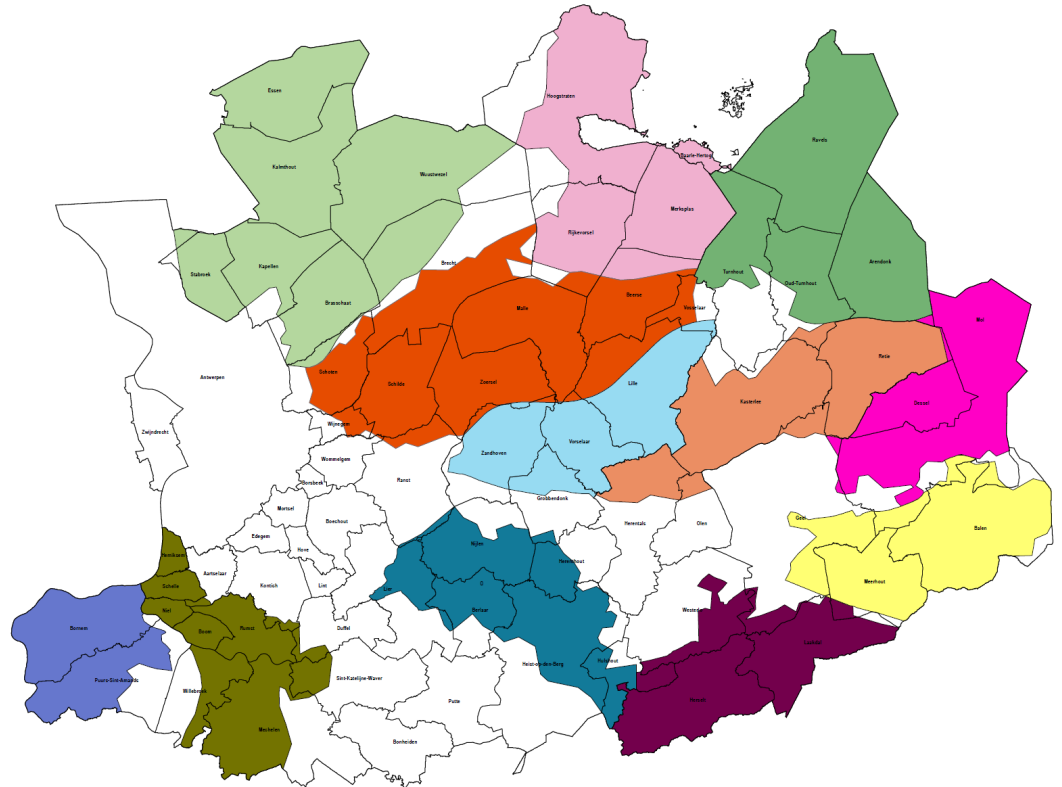 Essen
Hoogstraten
Ravels
Baarle-Hertog
Kalmthout
Wuustwezel
Merksplas
Rijkevorsel
Brecht
Arendonk
Stabroek
Kapellen
Turnhout
Oud-Turnhout
Brasschaat
Beerse
Vosselaar
Malle
Mol
Retie
Schoten
Antwerpen
Schilde
Zoersel
Lille
Kasterlee
Dessel
Wijnegem
Zwijndrecht
Vorselaar
Zandhoven
Wommelgem
Ranst
Borsbeek
Grobbendonk
Mortsel
Boechout
Herentals
Olen
Geel
Balen
Edegem
Hove
Nijlen
Hemiksem
Herenthout
Aartselaar
Kontich
Lint
Lier
Meerhout
Schelle
Niel
Berlaar
Westerlo
Bornem
Boom
Rumst
Duffel
Laakdal
Heist-op-den-Berg
Hulshout
Puurs-Sint-Amands
Sint-Katelijne-Waver
Willebroek
Putte
Herselt
Mechelen
Bonheiden